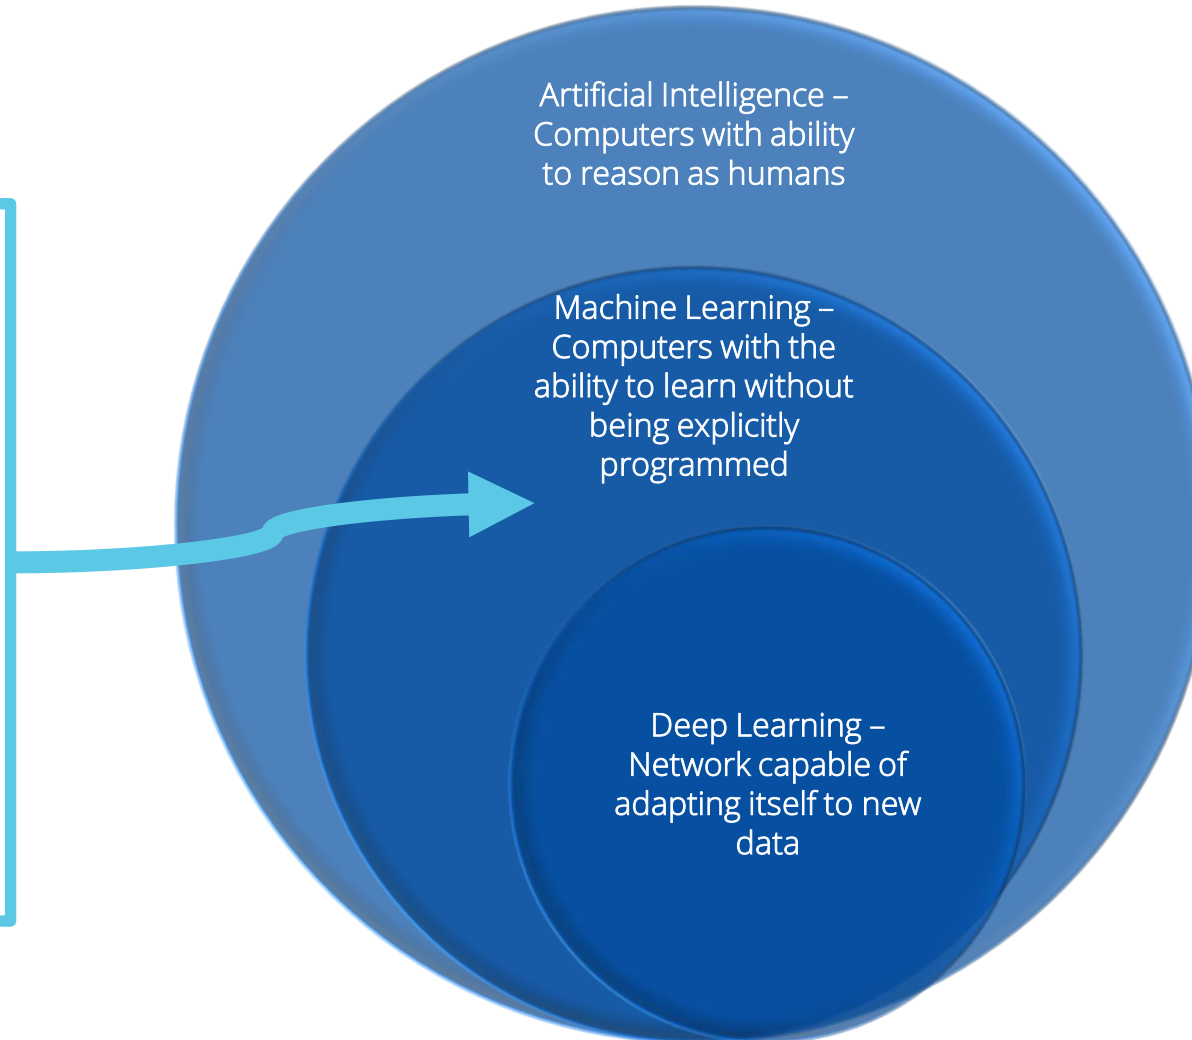 Artificial Intelligence –
Computers with ability
to reason as humans
Machine Learning –
Computers with the
ability to learn without
being explicitly
programmed
Deep Learning –
Network capable of
adapting itself to new
data